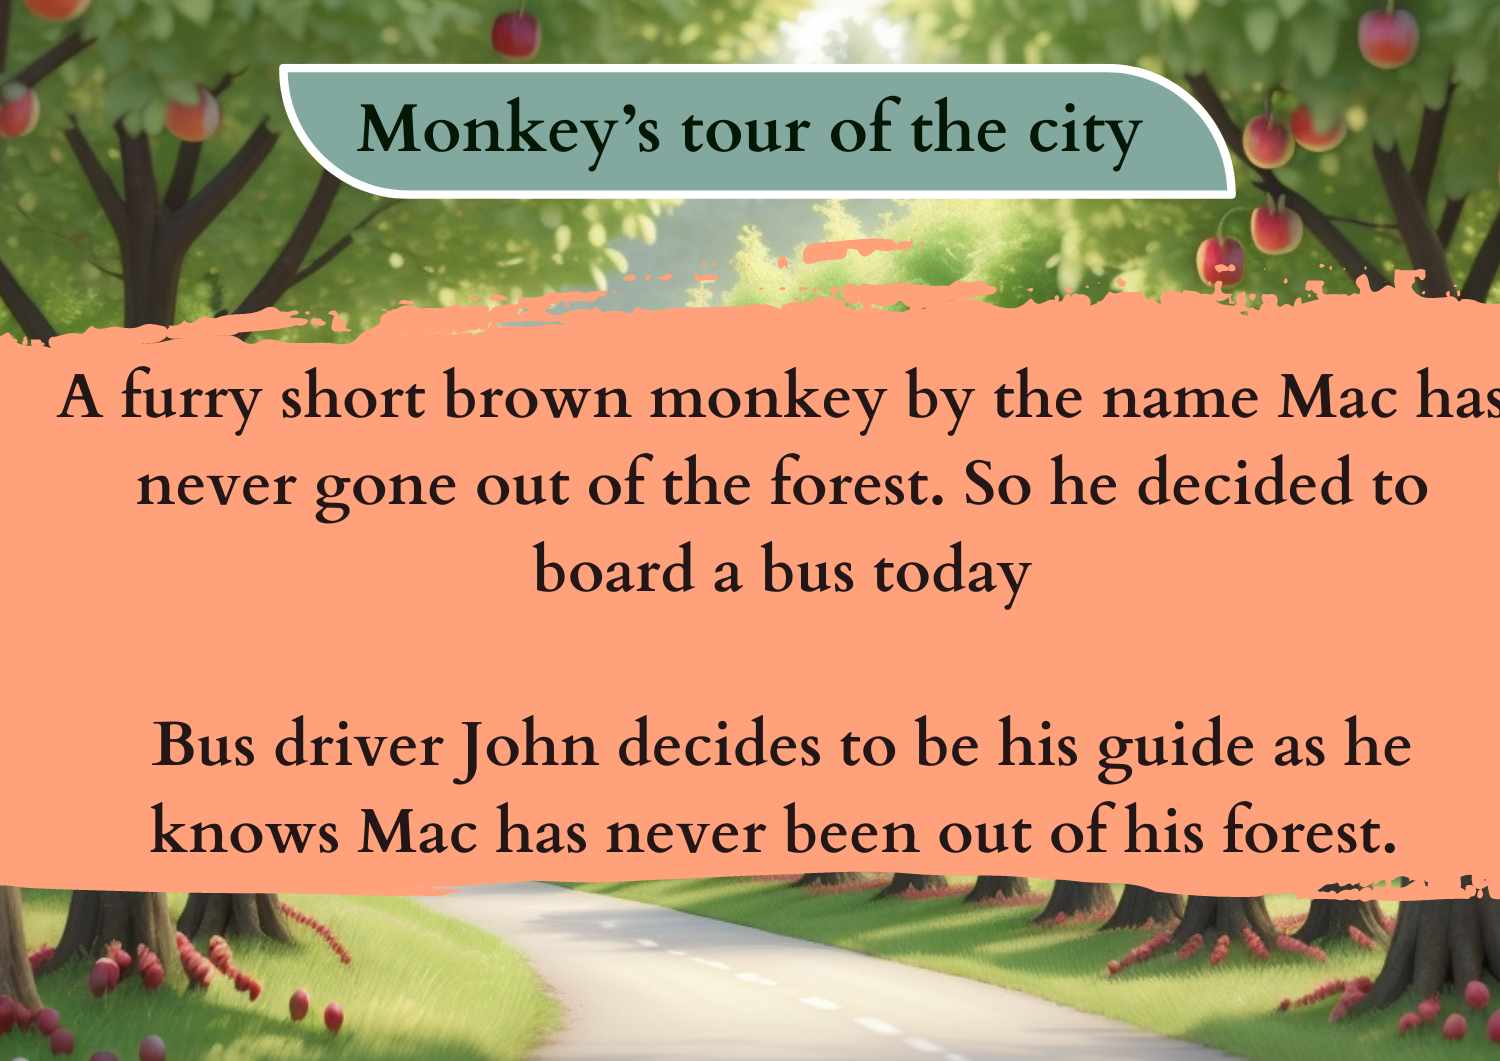 Monkey’s tour of the city
A furry short brown monkey by the name Mac has
never gone out of the forest. So he decided to
board a bus today
Bus driver John decides to be his guide as he
knows Mac has never been out of his forest.